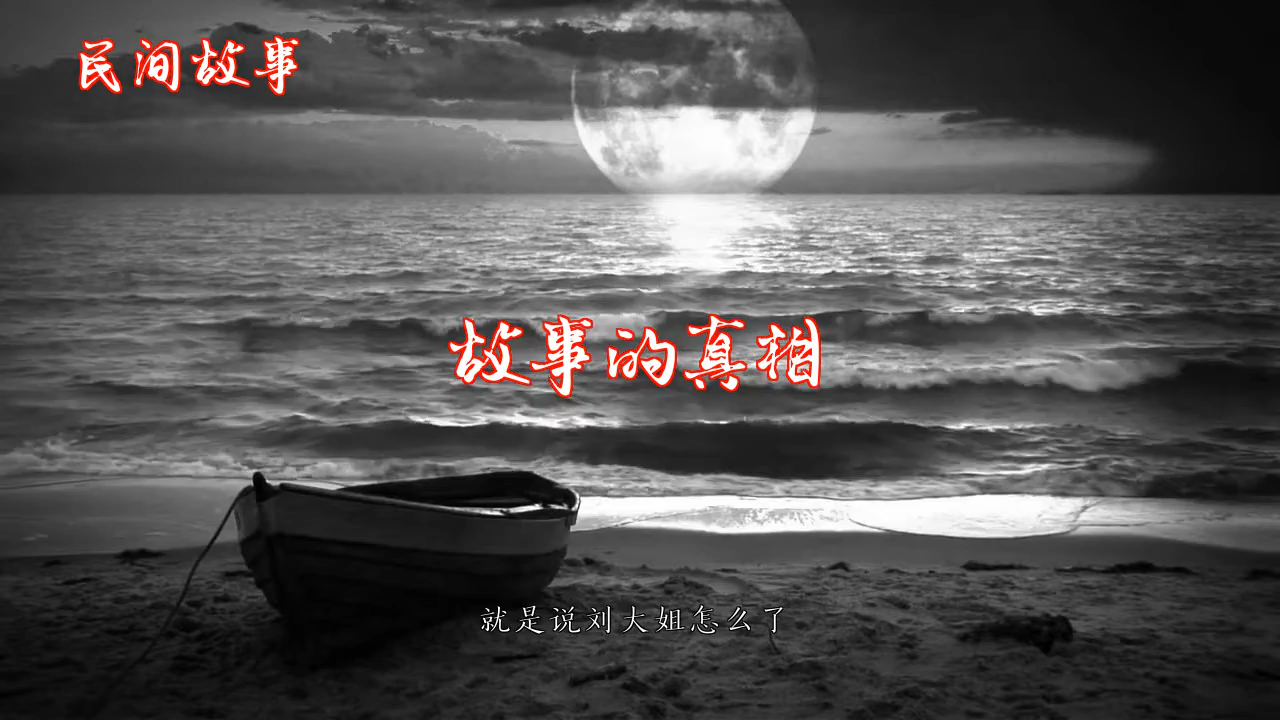 民间故事
故事的真相
就是说刘大姐怎么了